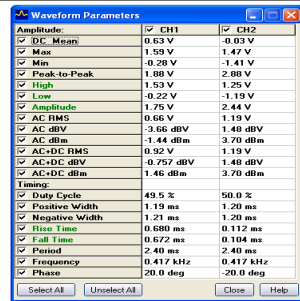 Waveform Parameters
Amplitude: CH1 CH2
DC_Mean 0.63 V -0.03 V
Max 1.59 V 1.47 V
Min -0.28 V -1.41 V
Peak-to-Peak 1.88 V 2.88 V
High 1.53 V 1.25 V
Low -0.22 V -1.19 V
Amplitude 1.75 V 2.44 V
AC RMS 0.66 V 1.19 V
AC dBV -3.66 dBV 1.48 dBV
AC dBm -1.44 dBm 3.70 dBm
AC+DC RMS 0.92 V 1.19 V
AC+DC dBV -0.757 dBV 1.48 dBV
AC+DC dBm 1.46 dBm 3.70 dBm
Timing:
Duty Cycle 49.5 % 50.0 %
Positive Width 1.19 ms 1.20 ms
Negative Width 1.21 ms 1.20 ms
Rise Time 0.680 ms 0.112 ms
Fall Time 0.672 ms 0.104 ms
Period 2.40 ms 2.40 ms
Frequency 0.417 kHz 0.417 kHz
Phase 20.0 deg -20.0 deg
Select All Unselect All Close Help